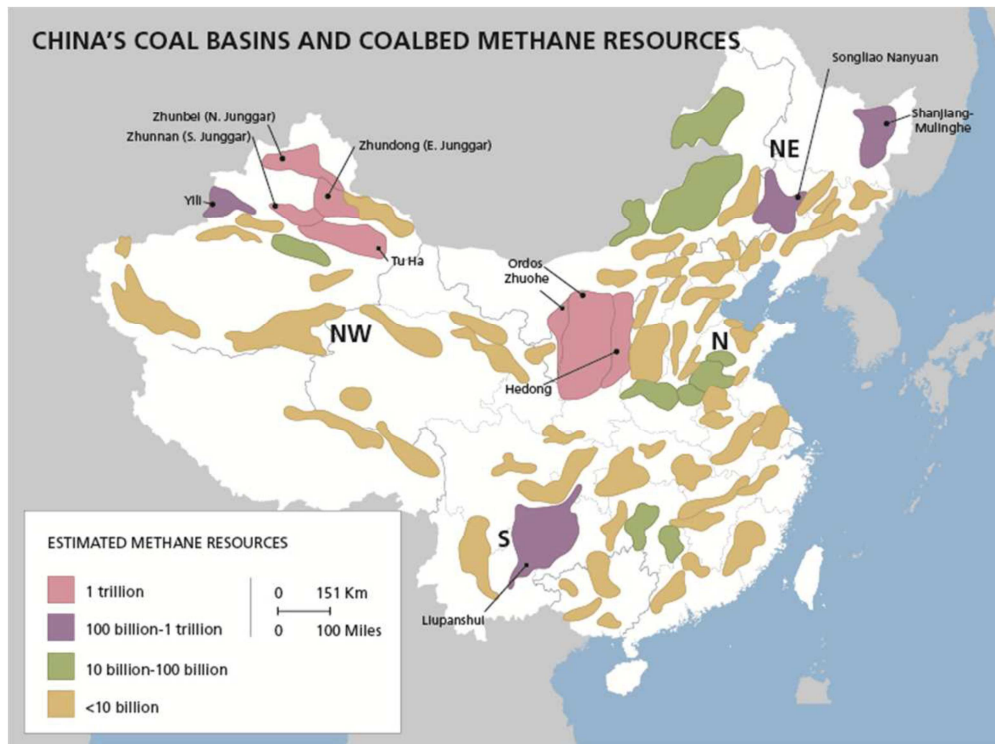 CHINA'S COAL BASINS AND COALBED METHANE RESOURCES
Songliao Nanyuan
Zhunbei (N. Junggar)
Zhunnan (S. Junggar)
Zhundong (E. Junggar)
Shanjiang-
Mulinghe
NE
Yili
Tu Ha
Ordos
Zhuohe
NW
N
Hedong
S
Liupanshui
ESTIMATED METHANE RESOURCES
1 trillion
100 billion-1 trillion
10 billion-100 billion
<10 billion
0 151 Km
0 100 Miles